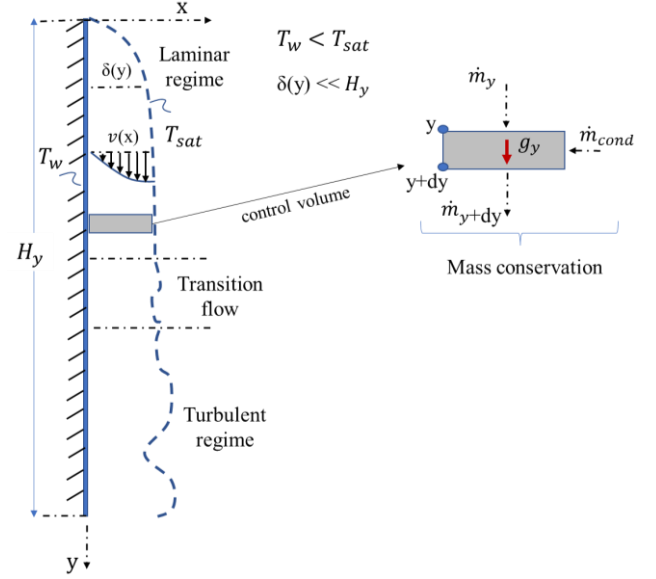 x
Laminar
regime
T_w < T_sat
δ(y) << H_y
δ(y)
v(x)
T_sat
T_w
H_y
control volume
Transition
flow
Turbulent
regime
y
ṁ_y
y
g_y
ṁ_cond
y+dy
ṁ_y+dy
Mass conservation